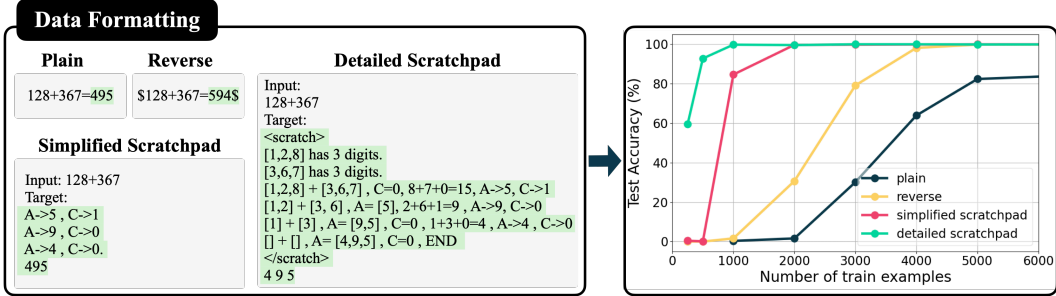 Data Formatting
Plain
128+367=495
Reverse
$128+367=594$
Simplified Scratchpad
Input: 128+367
Target:
A->5 , C->1
A->9 , C->0
A->4 , C->0.
495
Detailed Scratchpad
Input:
128+367
Target:
<scratch>
[1,2,8] has 3 digits.
[3,6,7] has 3 digits.
[1,2,8] + [3,6,7] , C=0, 8+7+0=15, A->5, C->1
[1,2] + [3, 6] , A= [5], 2+6+1=9 , A->9, C->0
[1] + [3] , A= [9,5] , C=0 , 1+3+0=4 , A->4 , C->0
[] + [] , A= [4,9,5] , C=0 , END
</scratch>
4 9 5
Test Accuracy (%)
100
80
60
40
20
0
plain
reverse
simplified scratchpad
detailed scratchpad
0 1000 2000 3000 4000 5000 6000
Number of train examples